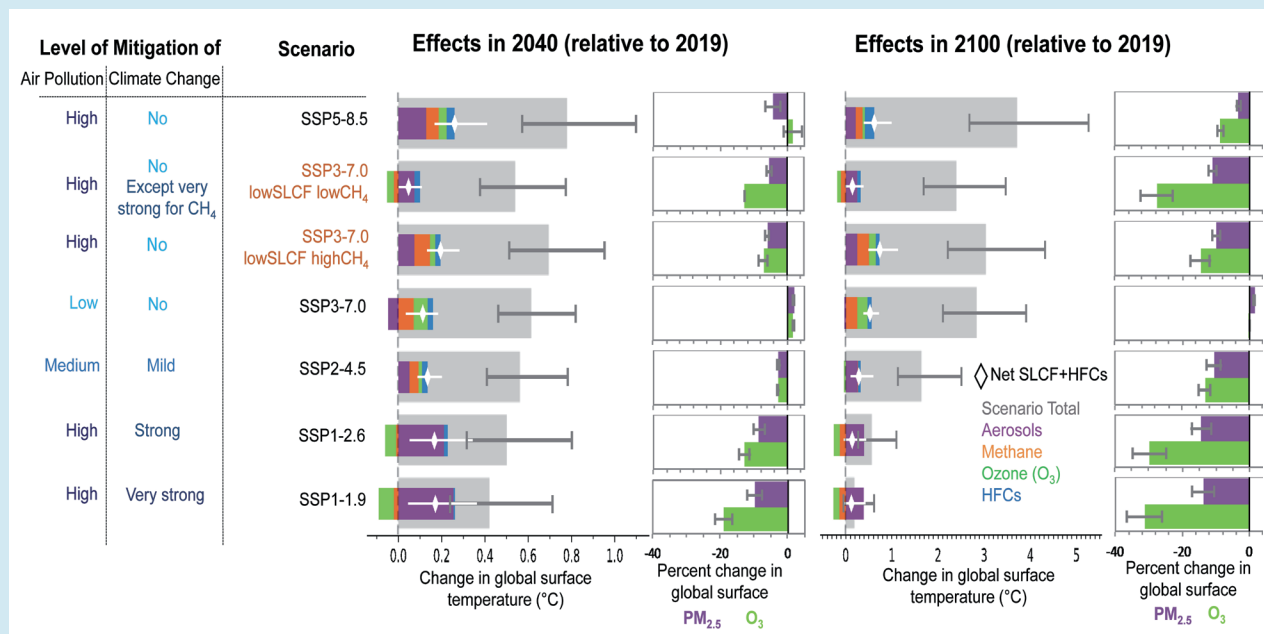 Level of Mitigation of
Scenario
Effects in 2040 (relative to 2019)
Effects in 2100 (relative to 2019)
Air Pollution
Climate Change
High
No
SSP5-8.5
High
No
Except very
strong for CH₄
SSP3-7.0
lowSLCF lowCH₄
High
No
SSP3-7.0
lowSLCF highCH₄
Low
No
SSP3-7.0
Medium
Mild
SSP2-4.5
High
Strong
SSP1-2.6
High
Very strong
SSP1-1.9
Net SLCF+HFCs
Scenario Total
Aerosols
Methane
Ozone (O₃)
HFCs
0.0 0.2 0.4 0.6 0.8 1.0
Change in global surface
temperature (°C)
-40 -20 0
Percent change in
global surface
PM₂.₅ O₃
0 1 2 3 4 5
Change in global surface
temperature (°C)
-40 -20 0
Percent change in
global surface
PM₂.₅ O₃